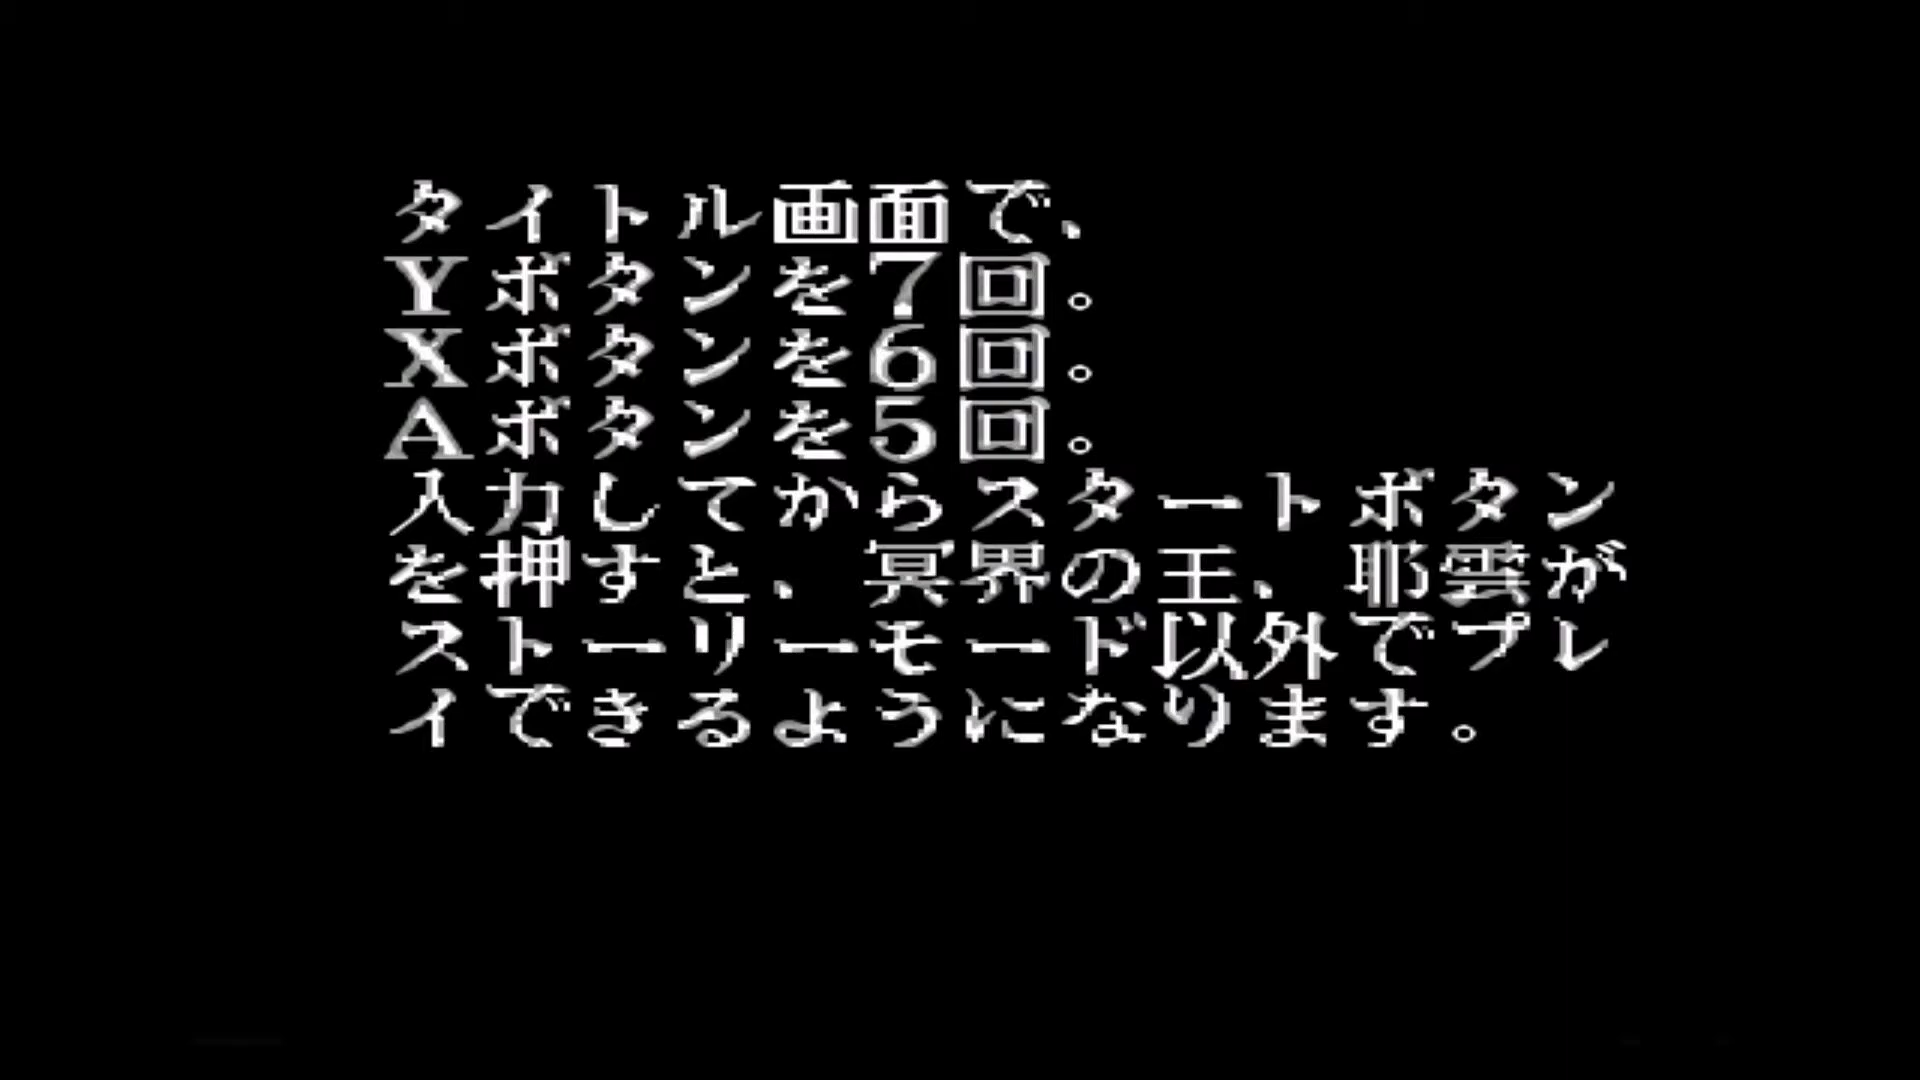 タイトル画面で、
Yボタンを7回。
Xボタンを6回。
Aボタンを5回。
入力してからスタートボタン
を押すと、冥界の王、耶雲が
ストーリーモード以外でプレ
イできるようになります。